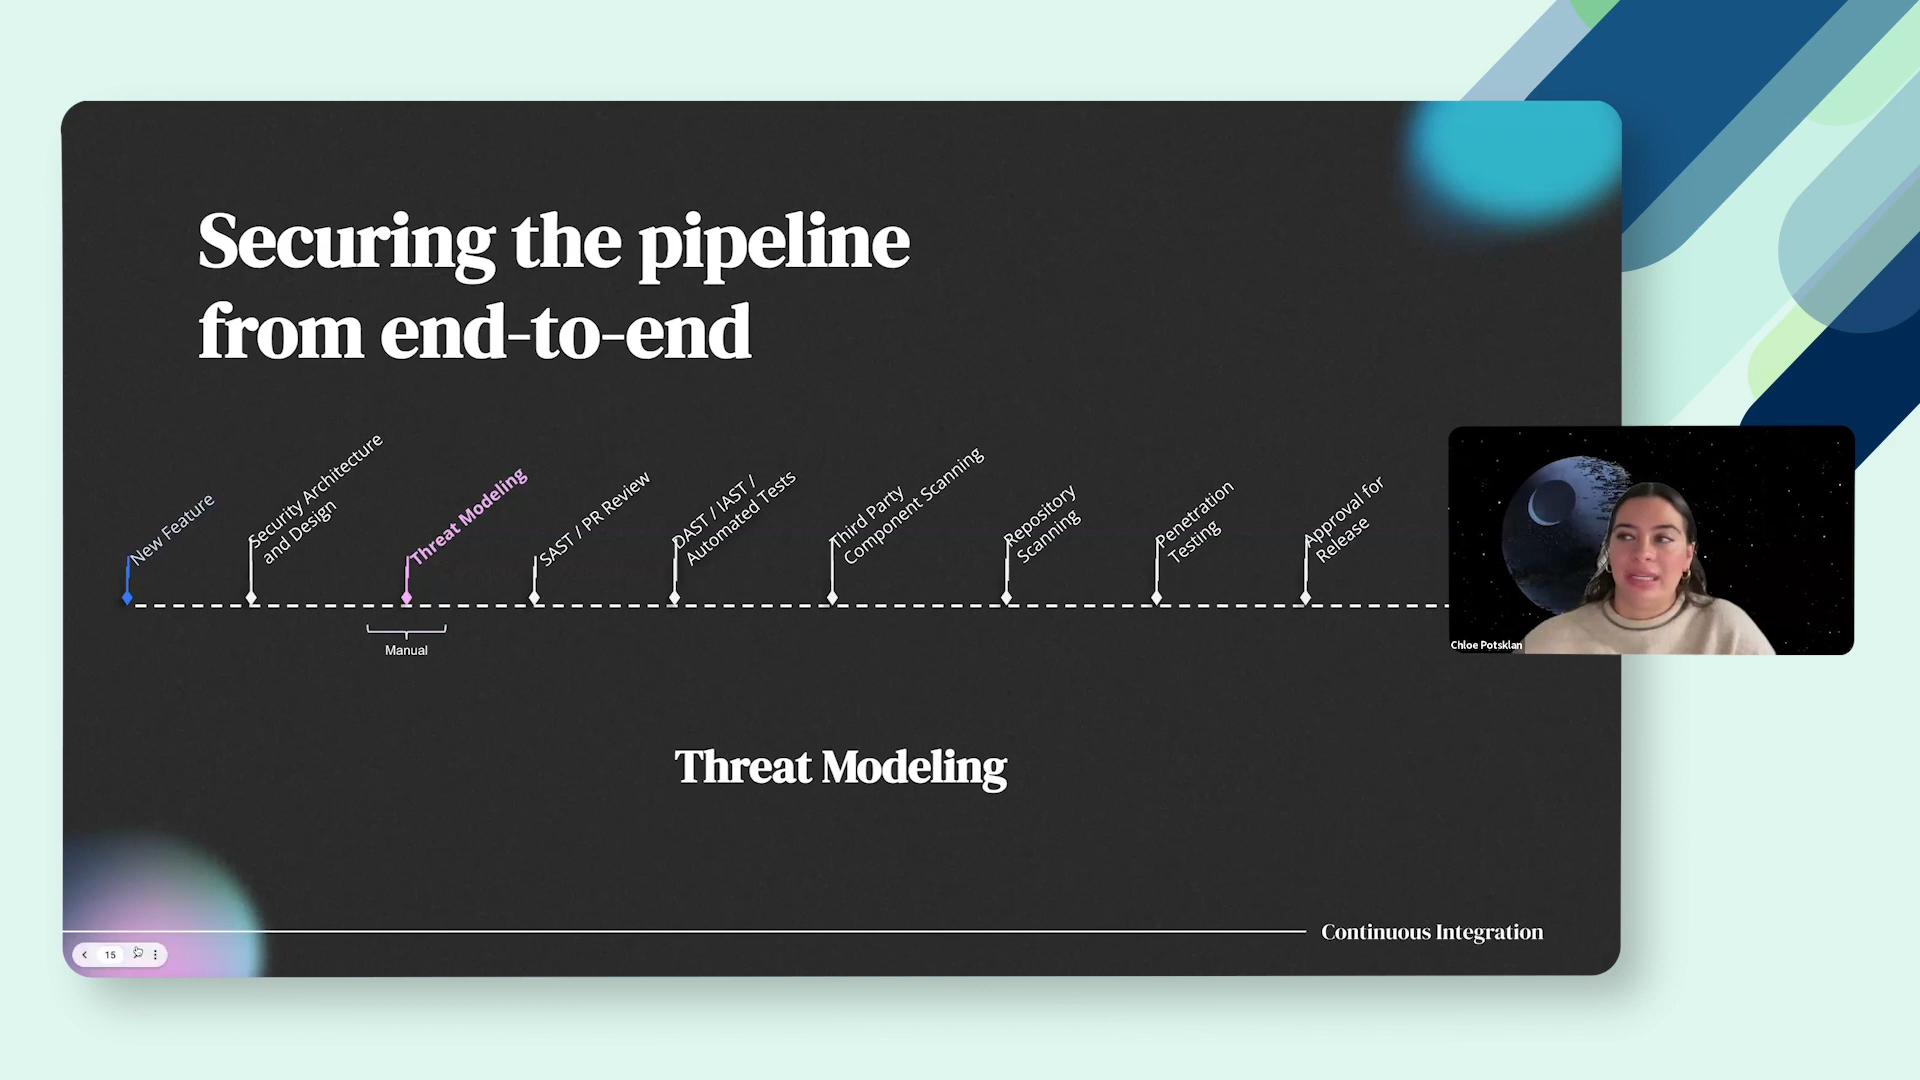 Securing the pipeline
from end-to-end
New Feature
Security Architecture
and Design
Threat Modeling
SAST / PR Review
DAST / IAST /
Automated Tests
Third Party
Component Scanning
Repository
Scanning
Penetration
Testing
Approval for
Release
Manual
Chloe Potsklan
Threat Modeling
Continuous Integration
15